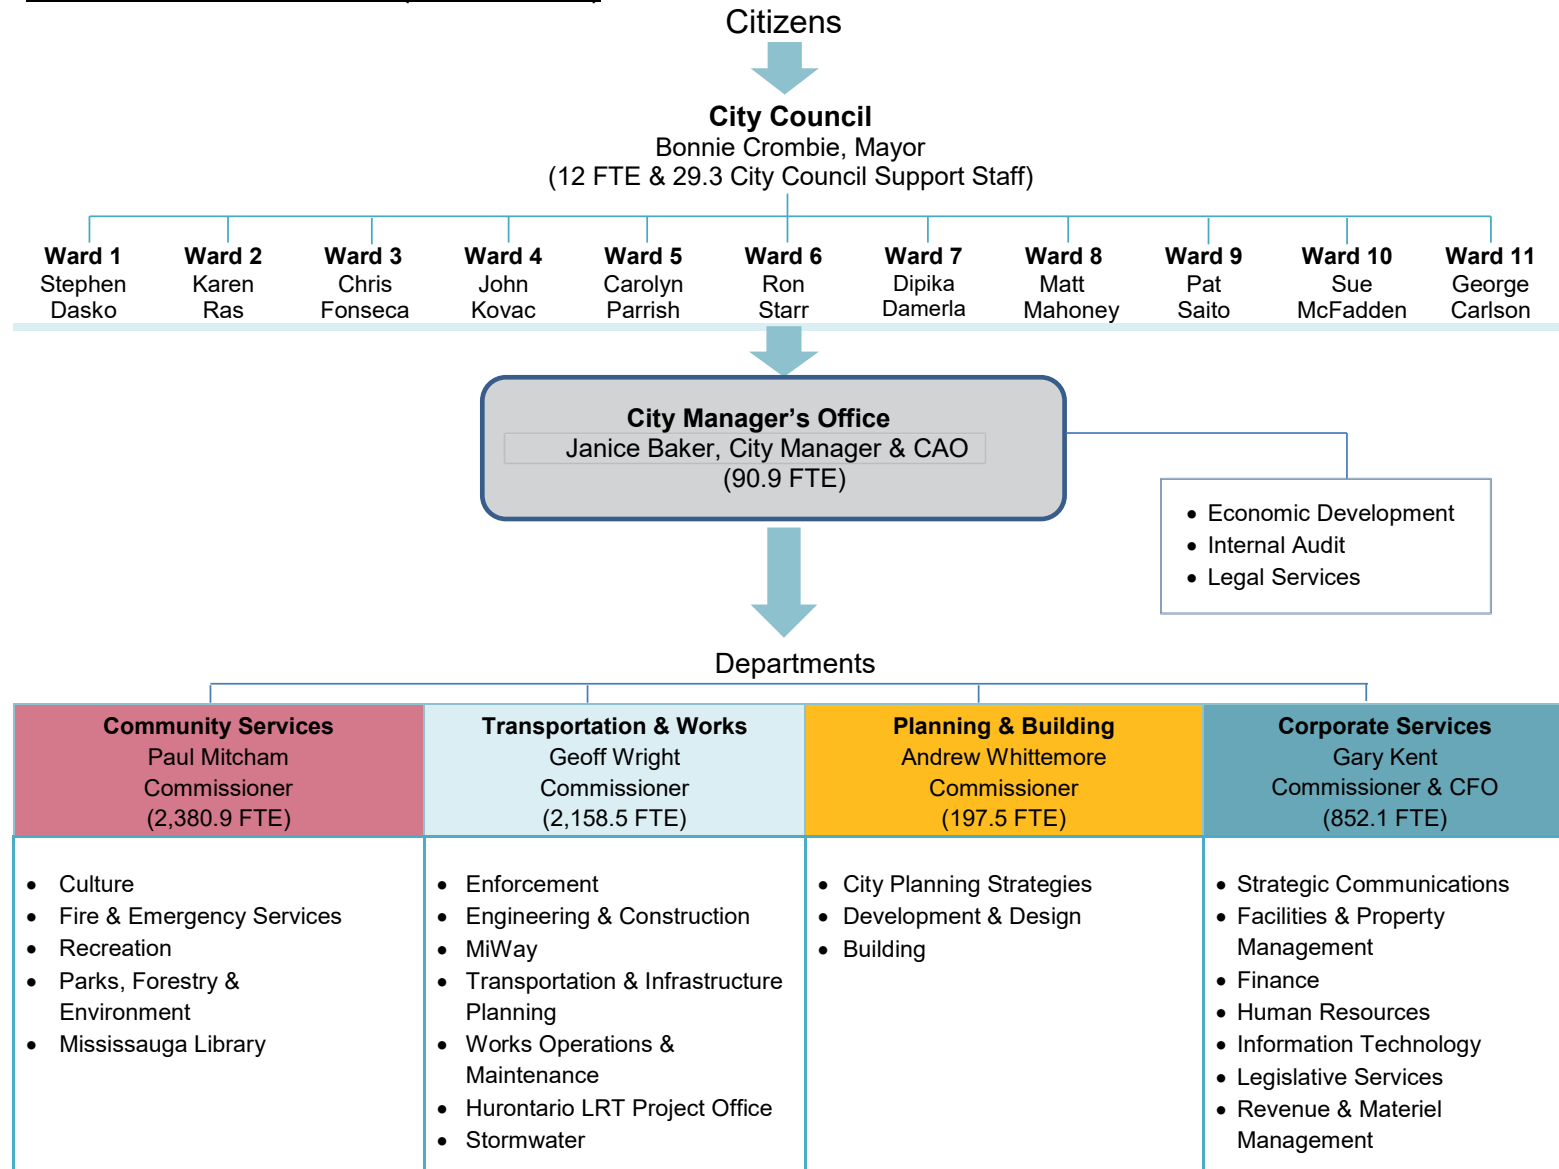 Citizens
City Council
Bonnie Crombie, Mayor
(12 FTE & 29.3 City Council Support Staff)
Ward 1
Stephen
Dasko
Ward 2
Karen
Ras
Ward 3
Chris
Fonseca
Ward 4
John
Kovac
Ward 5
Carolyn
Parrish
Ward 6
Ron
Starr
Ward 7
Dipika
Damerla
Ward 8
Matt
Mahoney
Ward 9
Pat
Saito
Ward 10
Sue
McFadden
Ward 11
George
Carlson
City Manager's Office
Janice Baker, City Manager & CAO
(90.9 FTE)
• Economic Development
• Internal Audit
• Legal Services
Departments
Community Services
Paul Mitcham
Commissioner
(2,380.9 FTE)
• Culture
• Fire & Emergency Services
• Recreation
• Parks, Forestry &
Environment
• Mississauga Library
Transportation & Works
Geoff Wright
Commissioner
(2,158.5 FTE)
• Enforcement
• Engineering & Construction
• MiWay
• Transportation & Infrastructure
Planning
• Works Operations &
Maintenance
• Hurontario LRT Project Office
• Stormwater
Planning & Building
Andrew Whittemore
Commissioner
(197.5 FTE)
• City Planning Strategies
• Development & Design
• Building
Corporate Services
Gary Kent
Commissioner & CFO
(852.1 FTE)
• Strategic Communications
• Facilities & Property
Management
• Finance
• Human Resources
• Information Technology
• Legislative Services
• Revenue & Materiel
Management